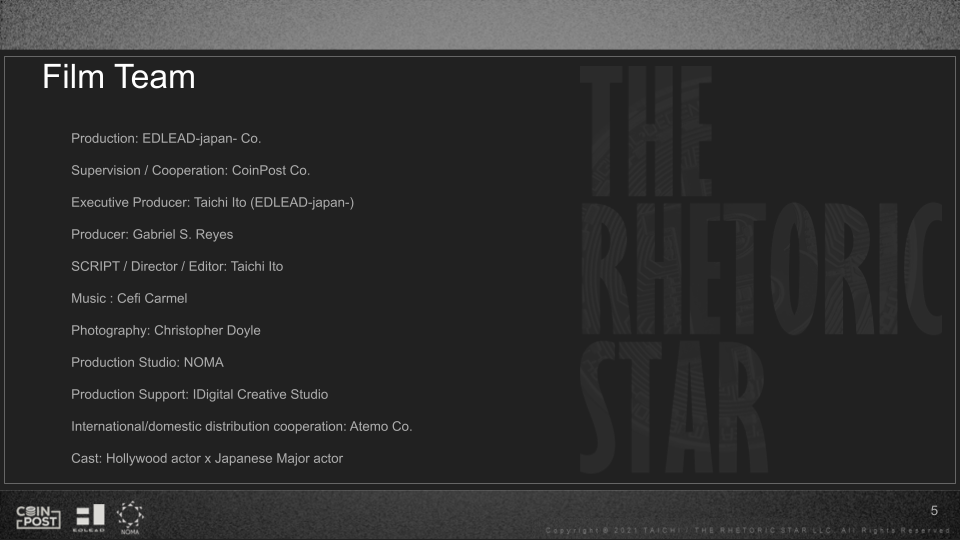 Film Team
THE
RHETORIC
STAR
Production: EDLEAD-japan- Co.
Supervision / Cooperation: CoinPost Co.
Executive Producer: Taichi Ito (EDLEAD-japan-)
Producer: Gabriel S. Reyes
SCRIPT / Director / Editor: Taichi Ito
Music : Cefi Carmel
Photography: Christopher Doyle
Production Studio: NOMA
Production Support: IDigital Creative Studio
International/domestic distribution cooperation: Atemo Co.
Cast: Hollywood actor x Japanese Major actor
COIN
POST
EDLEAD
NOMA
5
Copyright © 2021 TAICHI / THE RHETORIC STAR LLC. All Rights Reserved.